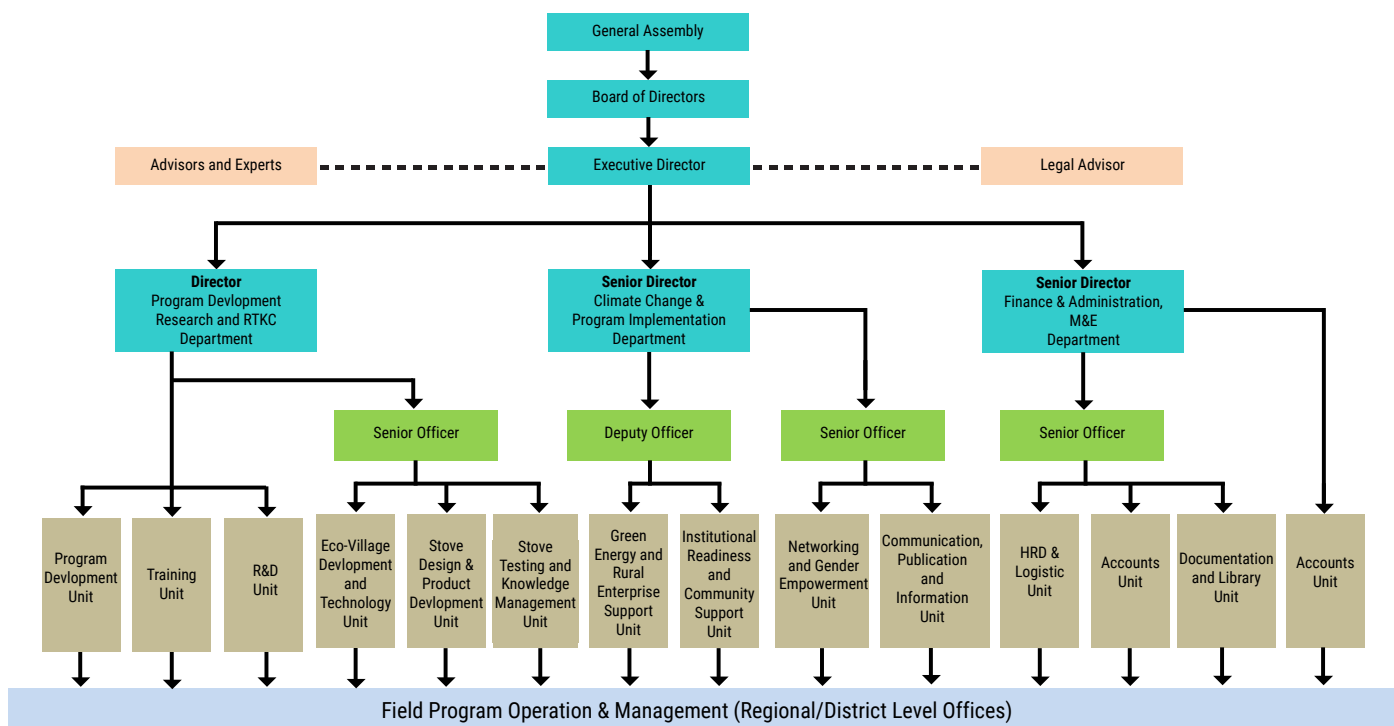 General Assembly
Board of Directors
Advisors and Experts
Executive Director
Legal Advisor
Director
Program Devlopment
Research and RTKC
Department
Senior Director
Climate Change &
Program Implementation
Department
Senior Director
Finance & Administration,
M&E
Department
Senior Officer
Deputy Officer
Senior Officer
Senior Officer
Program
Devlopment
Unit
Training
Unit
R&D
Unit
Eco-Village
Devlopment
and
Technology
Unit
Stove
Design &
Product
Devlopment
Unit
Stove
Testing and
Knowledge
Management
Unit
Green
Energy and
Rural
Enterprise
Support
Unit
Institutional
Readiness
and
Community
Support
Unit
Networking
and Gender
Empowerment
Unit
Communication,
Publication
and
Information
Unit
HRD &
Logistic
Unit
Accounts
Unit
Documentation
and Library
Unit
Accounts
Unit
Field Program Operation & Management (Regional/District Level Offices)